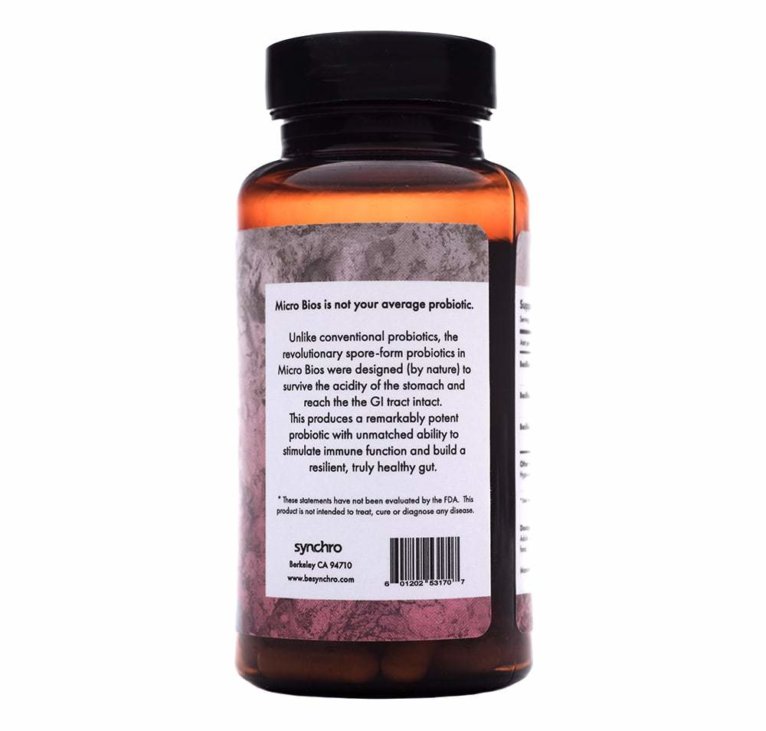 Micro Bios is not your average probiotic.
Unlike conventional probiotics, the
revolutionary spore-form probiotics in
Micro Bios were designed (by nature) to
survive the acidity of the stomach and
reach the the GI tract intact.
This produces a remarkably potent
probiotic with unmatched ability to
stimulate immune function and build a
resilient, truly healthy gut.
* These statements have not been evaluated by the FDA. This
product is not intended to treat, cure or diagnose any disease.
synchro
Berkeley CA 94710
www.besynchro.com
6 01202 53170 7